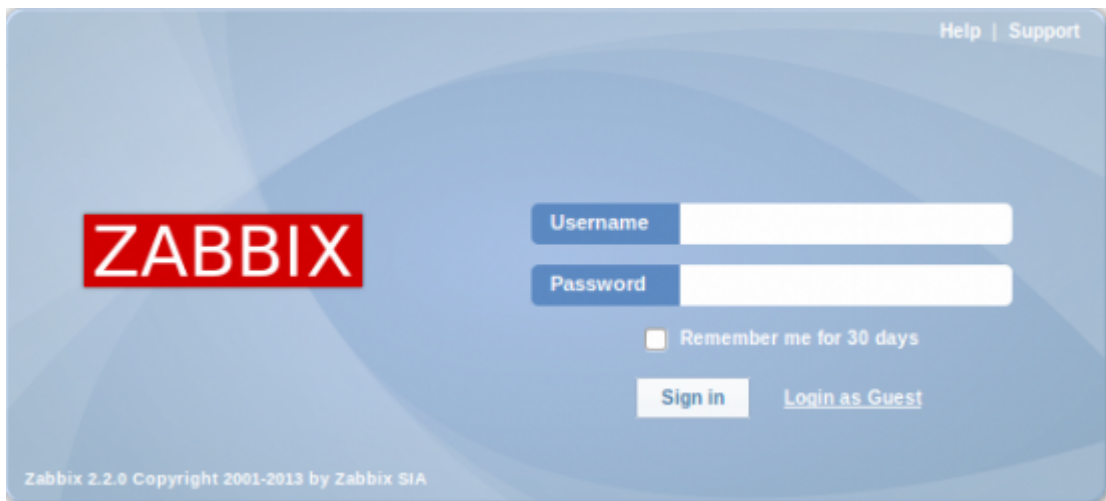 Help | Support
ZABBIX
Username
Password
Remember me for 30 days
Sign in Login as Guest
Zabbix 2.2.0 Copyright 2001-2013 by Zabbix SIA